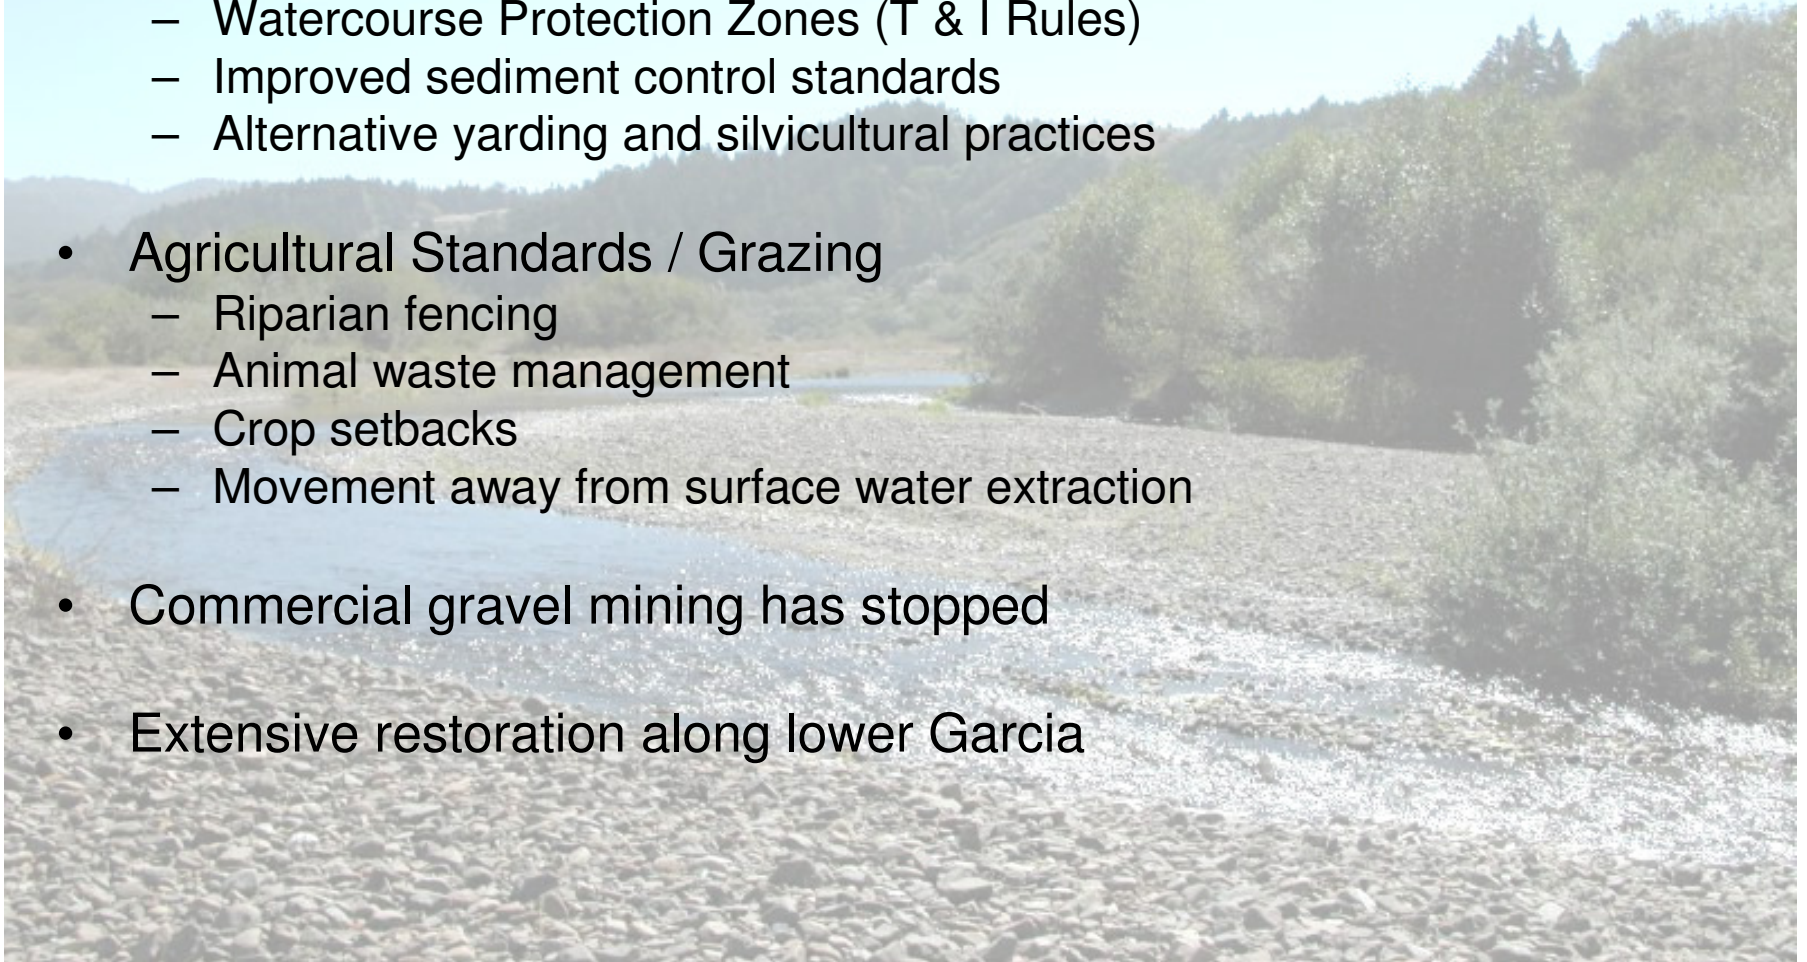 – Watercourse Protection Zones (T & I Rules)
– Improved sediment control standards
– Alternative yarding and silvicultural practices
• Agricultural Standards / Grazing
– Riparian fencing
– Animal waste management
– Crop setbacks
– Movement away from surface water extraction
• Commercial gravel mining has stopped
• Extensive restoration along lower Garcia